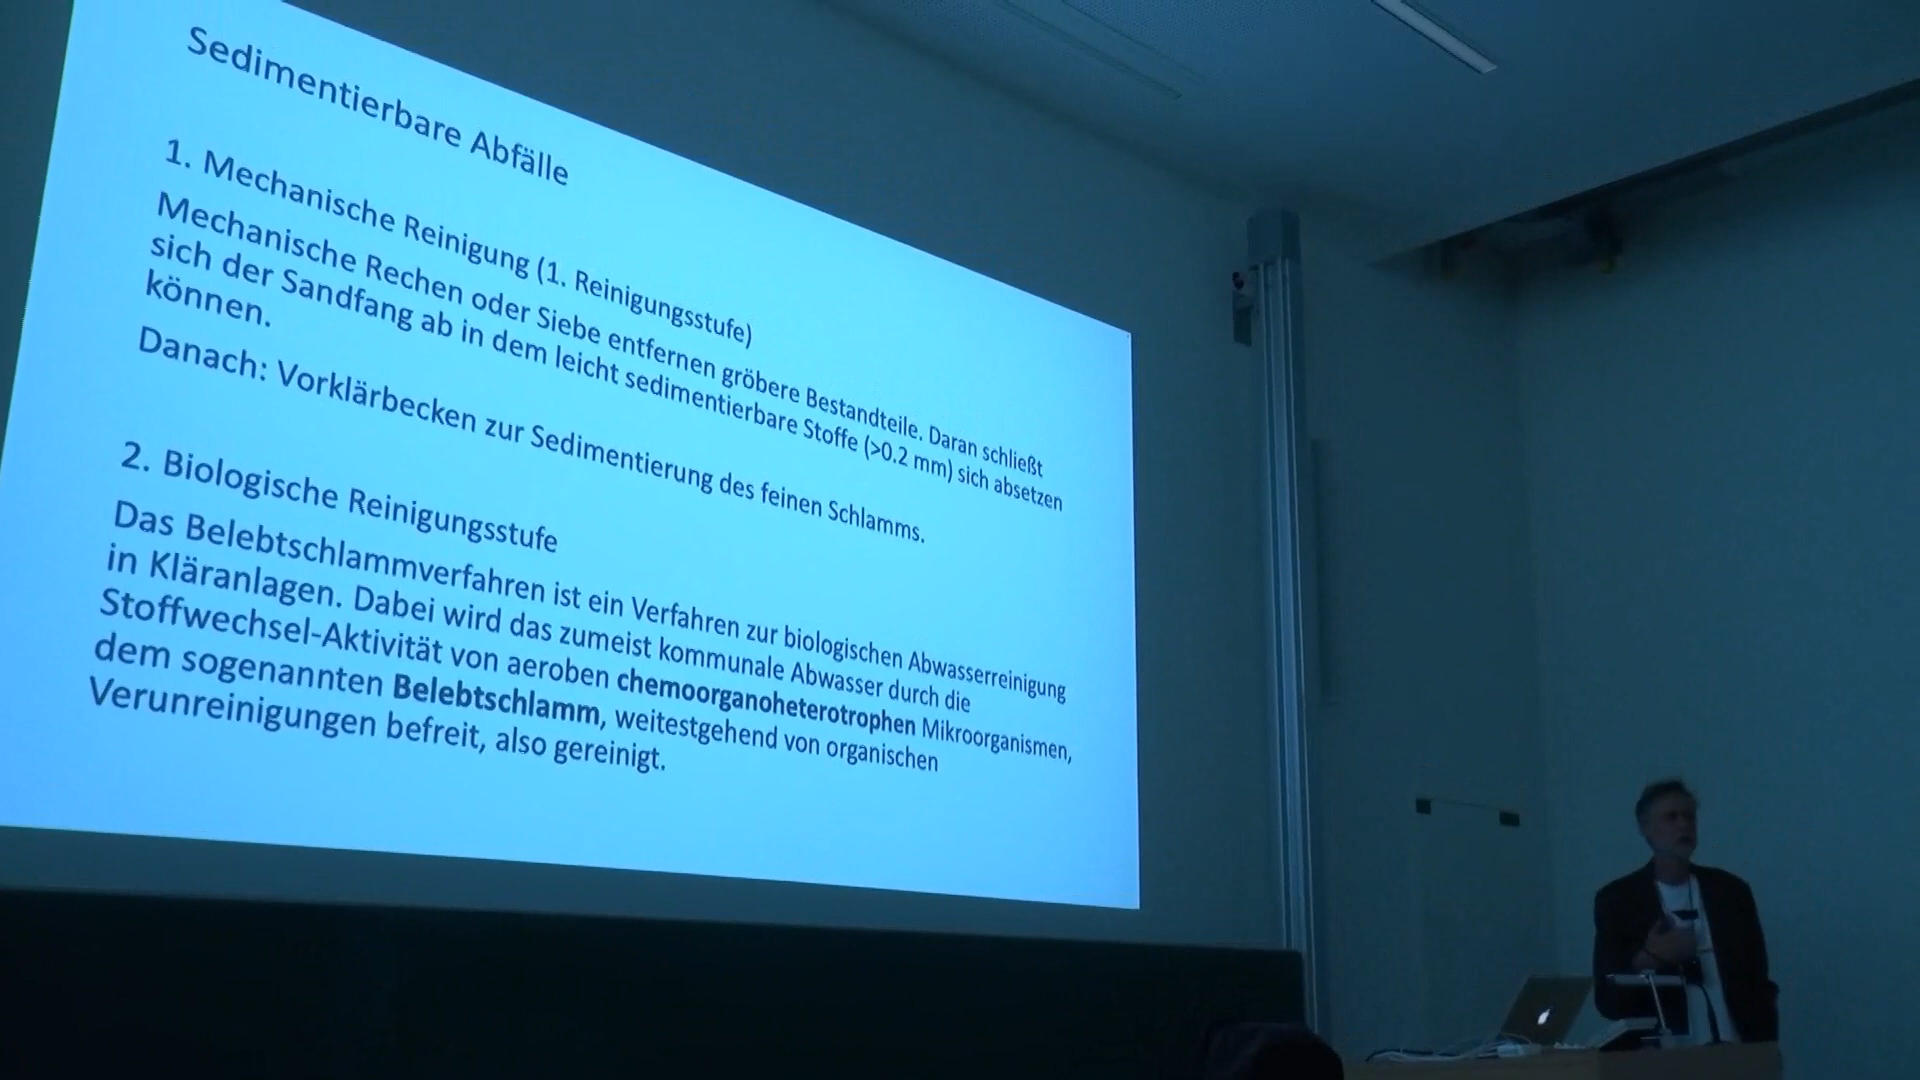 Sedimentierbare Abfälle
1. Mechanische Reinigung (1. Reinigungsstufe)
Mechanische Rechen oder Siebe entfernen gröbere Bestandteile. Daran schließt
sich der Sandfang ab in dem leicht sedimentierbare Stoffe (>0.2 mm) sich absetzen
können.
Danach: Vorklärbecken zur Sedimentierung des feinen Schlamms.
2. Biologische Reinigungsstufe
Das Belebtschlammverfahren ist ein Verfahren zur biologischen Abwasserreinigung
in Kläranlagen. Dabei wird das zumeist kommunale Abwasser durch die
Stoffwechsel-Aktivität von aeroben chemoorganoheterotrophen Mikroorganismen,
dem sogenannten Belebtschlamm, weitestgehend von organischen
Verunreinigungen befreit, also gereinigt.